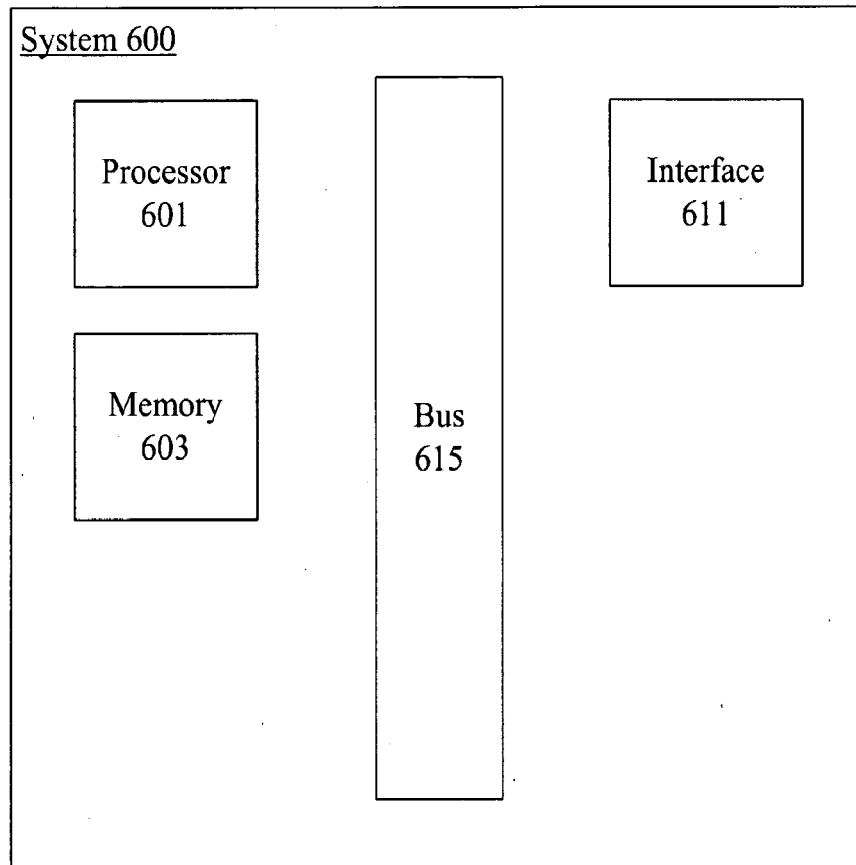 System 600
Processor
601
Interface
611
Memory
603
Bus
615